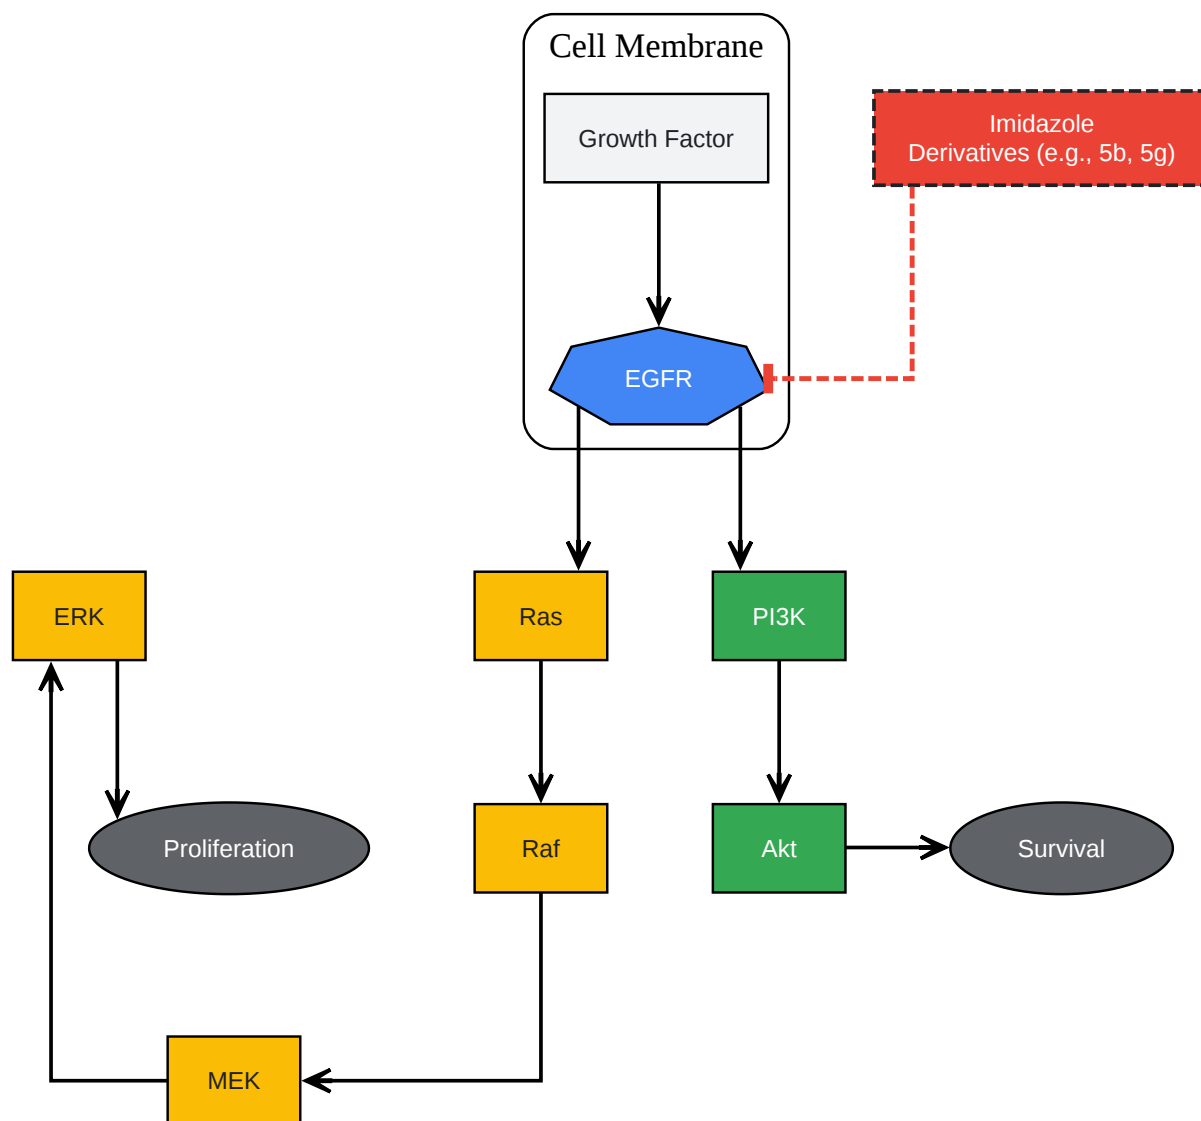 Cell Membrane
Growth Factor
Imidazole
Derivatives (e.g., 5b, 5g)
EGFR
ERK
Ras
PI3K
Proliferation
Raf
Akt
Survival
MEK